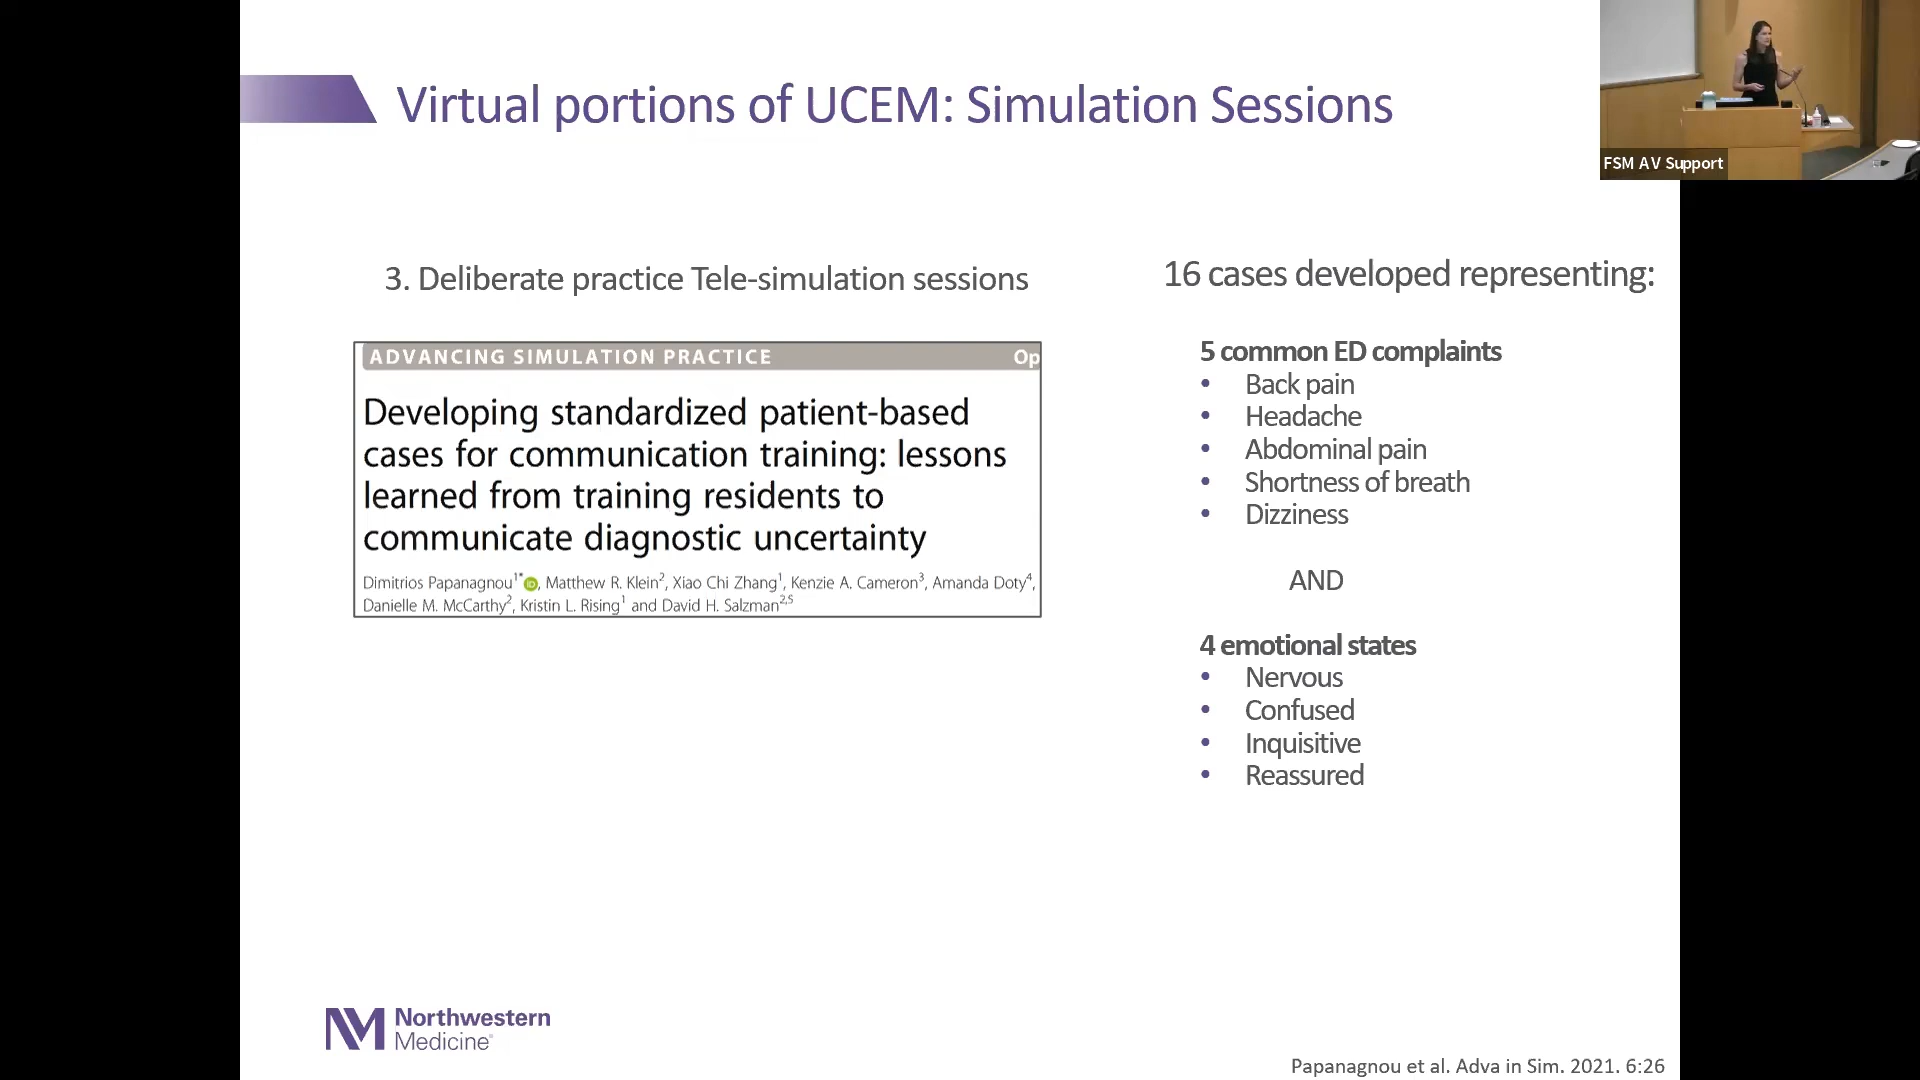 Virtual portions of UCEM: Simulation Sessions
FSM AV Support
3. Deliberate practice Tele-simulation sessions
ADVANCING SIMULATION PRACTICE Op
Developing standardized patient-based
cases for communication training: lessons
learned from training residents to
communicate diagnostic uncertainty
Dimitrios Papanagnou1*, Matthew R. Klein2, Xiao Chi Zhang1, Kenzie A. Cameron3, Amanda Doty4,
Danielle M. McCarthy2, Kristin L. Rising1 and David H. Salzman2,5
16 cases developed representing:
5 common ED complaints
• Back pain
• Headache
• Abdominal pain
• Shortness of breath
• Dizziness
AND
4 emotional states
• Nervous
• Confused
• Inquisitive
• Reassured
NM Northwestern
Medicine
Papanagnou et al. Adva in Sim. 2021. 6:26